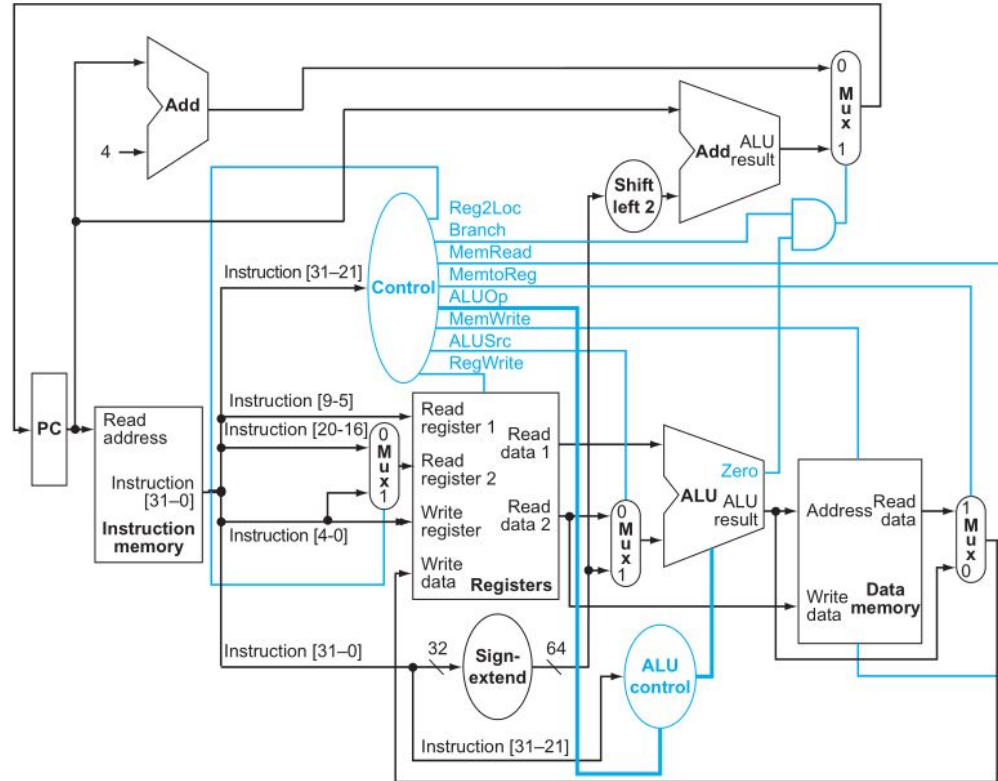 Add
4
0
Mux
1
Add
ALU
result
Shift
left 2
Reg2Loc
Branch
MemRead
MemtoReg
ALUOp
MemWrite
ALUSrc
RegWrite
Instruction [31–21]
Control
PC
Read
address
Instruction
[31–0]
Instruction
memory
Instruction [9-5]
Instruction [20-16]
0
Mux
1
Instruction [4-0]
Read
register 1
Read
register 2
Write
register
Write
data
Read
data 1
Read
data 2
Registers
0
Mux
1
Zero
ALU
ALU
result
Address
Read
data
Write
data
Data
memory
1
Mux
0
Instruction [31–0]
32
Sign-
extend
64
ALU
control
Instruction [31–21]